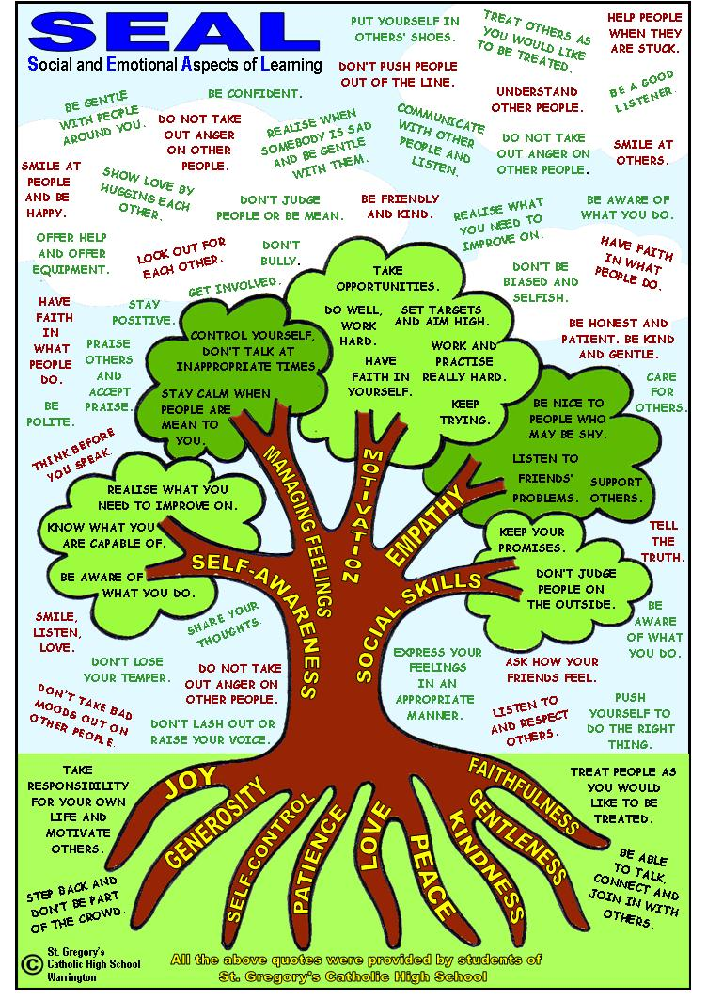 SEAL
Social and Emotional Aspects of Learning
PUT YOURSELF IN
OTHERS' SHOES.
TREAT OTHERS AS
YOU WOULD LIKE
TO BE TREATED.
HELP PEOPLE
WHEN THEY
ARE STUCK.
DON'T PUSH PEOPLE
OUT OF THE LINE.
UNDERSTAND
OTHER PEOPLE.
BE A GOOD
LISTENER.
BE GENTLE
WITH PEOPLE
AROUND YOU.
BE CONFIDENT.
DO NOT TAKE
OUT ANGER
ON OTHER
PEOPLE.
REALISE WHEN
SOMEBODY IS SAD
AND BE GENTLE
WITH THEM.
COMMUNICATE
WITH OTHER
PEOPLE AND
LISTEN.
DO NOT TAKE
OUT ANGER ON
OTHER PEOPLE.
SMILE AT
OTHERS.
SMILE AT
PEOPLE
AND BE
HAPPY.
SHOW LOVE BY
HUGGING EACH
OTHER.
DON'T JUDGE
PEOPLE OR BE MEAN.
BE FRIENDLY
AND KIND.
REALISE WHAT
YOU NEED TO
IMPROVE ON.
BE AWARE OF
WHAT YOU DO.
OFFER HELP
AND OFFER
EQUIPMENT.
LOOK OUT FOR
EACH OTHER.
DON'T
BULLY.
HAVE FAITH
IN WHAT
PEOPLE DO.
GET INVOLVED.
DON'T BE
BIASED AND
SELFISH.
HAVE
FAITH
IN
WHAT
PEOPLE
DO.
STAY
POSITIVE.
BE HONEST AND
PATIENT. BE KIND
AND GENTLE.
PRAISE
OTHERS
AND
ACCEPT
PRAISE.
CARE
FOR
OTHERS.
BE
POLITE.
THINK BEFORE
YOU SPEAK.
CONTROL YOURSELF,
DON'T TALK AT
INAPPROPRIATE TIMES.
STAY CALM WHEN
PEOPLE ARE
MEAN TO
YOU.
TAKE
OPPORTUNITIES.
DO WELL,
WORK
HARD.
SET TARGETS
AND AIM HIGH.
WORK AND
PRACTISE
REALLY HARD.
HAVE
FAITH IN
YOURSELF.
KEEP
TRYING.
BE NICE TO
PEOPLE WHO
MAY BE SHY.
LISTEN TO
FRIENDS'
PROBLEMS.
SUPPORT
OTHERS.
REALISE WHAT YOU
NEED TO IMPROVE ON.
KNOW WHAT YOU
ARE CAPABLE OF.
BE AWARE OF
WHAT YOU DO.
KEEP YOUR
PROMISES.
DON'T JUDGE
PEOPLE ON
THE OUTSIDE.
SELF-AWARENESS
MANAGING FEELINGS
MOTIVATION
EMPATHY
SOCIAL SKILLS
TELL
THE
TRUTH.
SMILE,
LISTEN,
LOVE.
SHARE YOUR
THOUGHTS.
BE
AWARE
OF WHAT
YOU DO.
DON'T LOSE
YOUR TEMPER.
DO NOT TAKE
OUT ANGER ON
OTHER PEOPLE.
EXPRESS YOUR
FEELINGS
IN AN
APPROPRIATE
MANNER.
ASK HOW YOUR
FRIENDS FEEL.
DON'T TAKE BAD
MOODS OUT ON
OTHER PEOPLE.
DON'T LASH OUT OR
RAISE YOUR VOICE.
LISTEN TO
AND RESPECT
OTHERS.
PUSH
YOURSELF TO
DO THE RIGHT
THING.
TAKE
RESPONSIBILITY
FOR YOUR OWN
LIFE AND
MOTIVATE
OTHERS.
STEP BACK AND
DON'T BE PART
OF THE CROWD.
JOY
GENEROSITY
SELF-CONTROL
PATIENCE
LOVE
PEACE
KINDNESS
GENTLENESS
FAITHFULNESS
TREAT PEOPLE AS
YOU WOULD
LIKE TO BE
TREATED.
BE ABLE
TO TALK,
CONNECT AND
JOIN IN WITH
OTHERS.
© St. Gregory's
Catholic High School
Warrington
All the above quotes were provided by students of
St. Gregory's Catholic High School